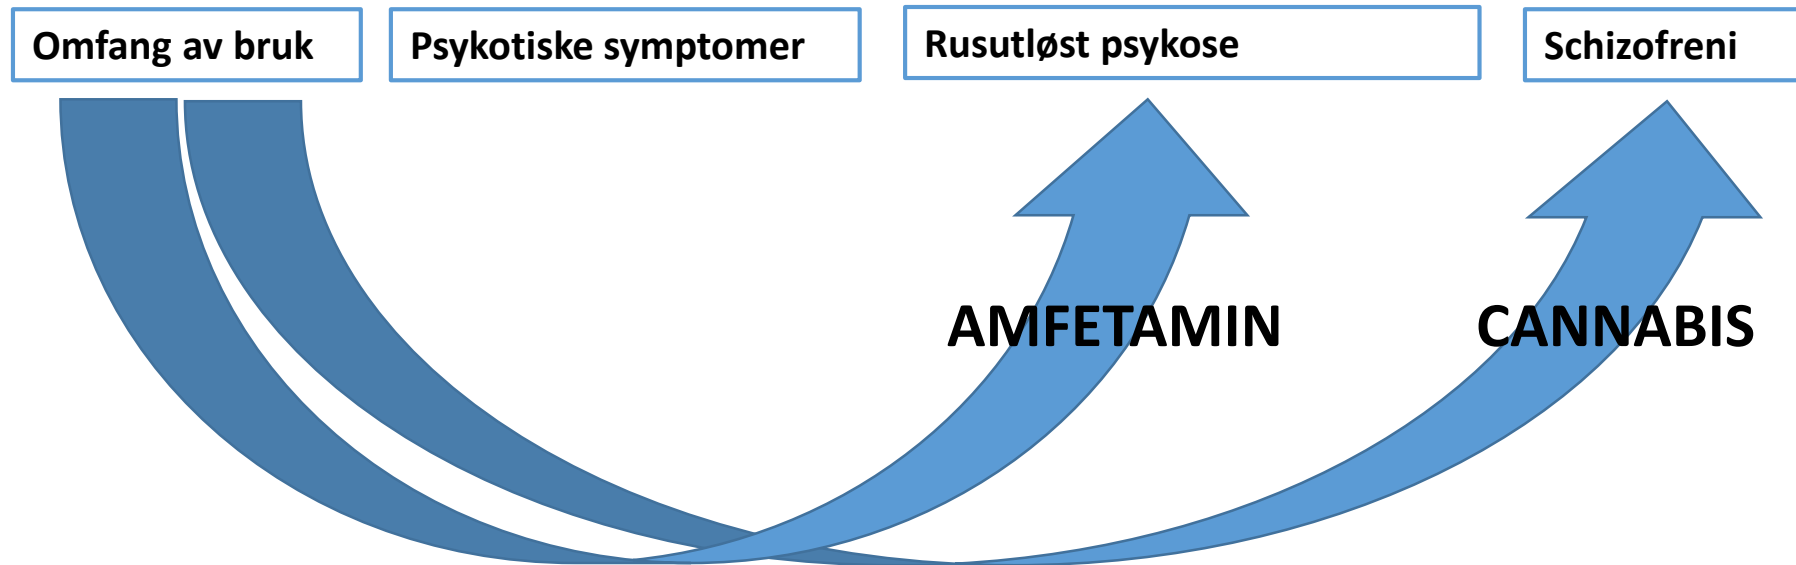 Omfang av bruk
Psykotiske symptomer
Rusutløst psykose
Schizofreni
AMFETAMIN
CANNABIS